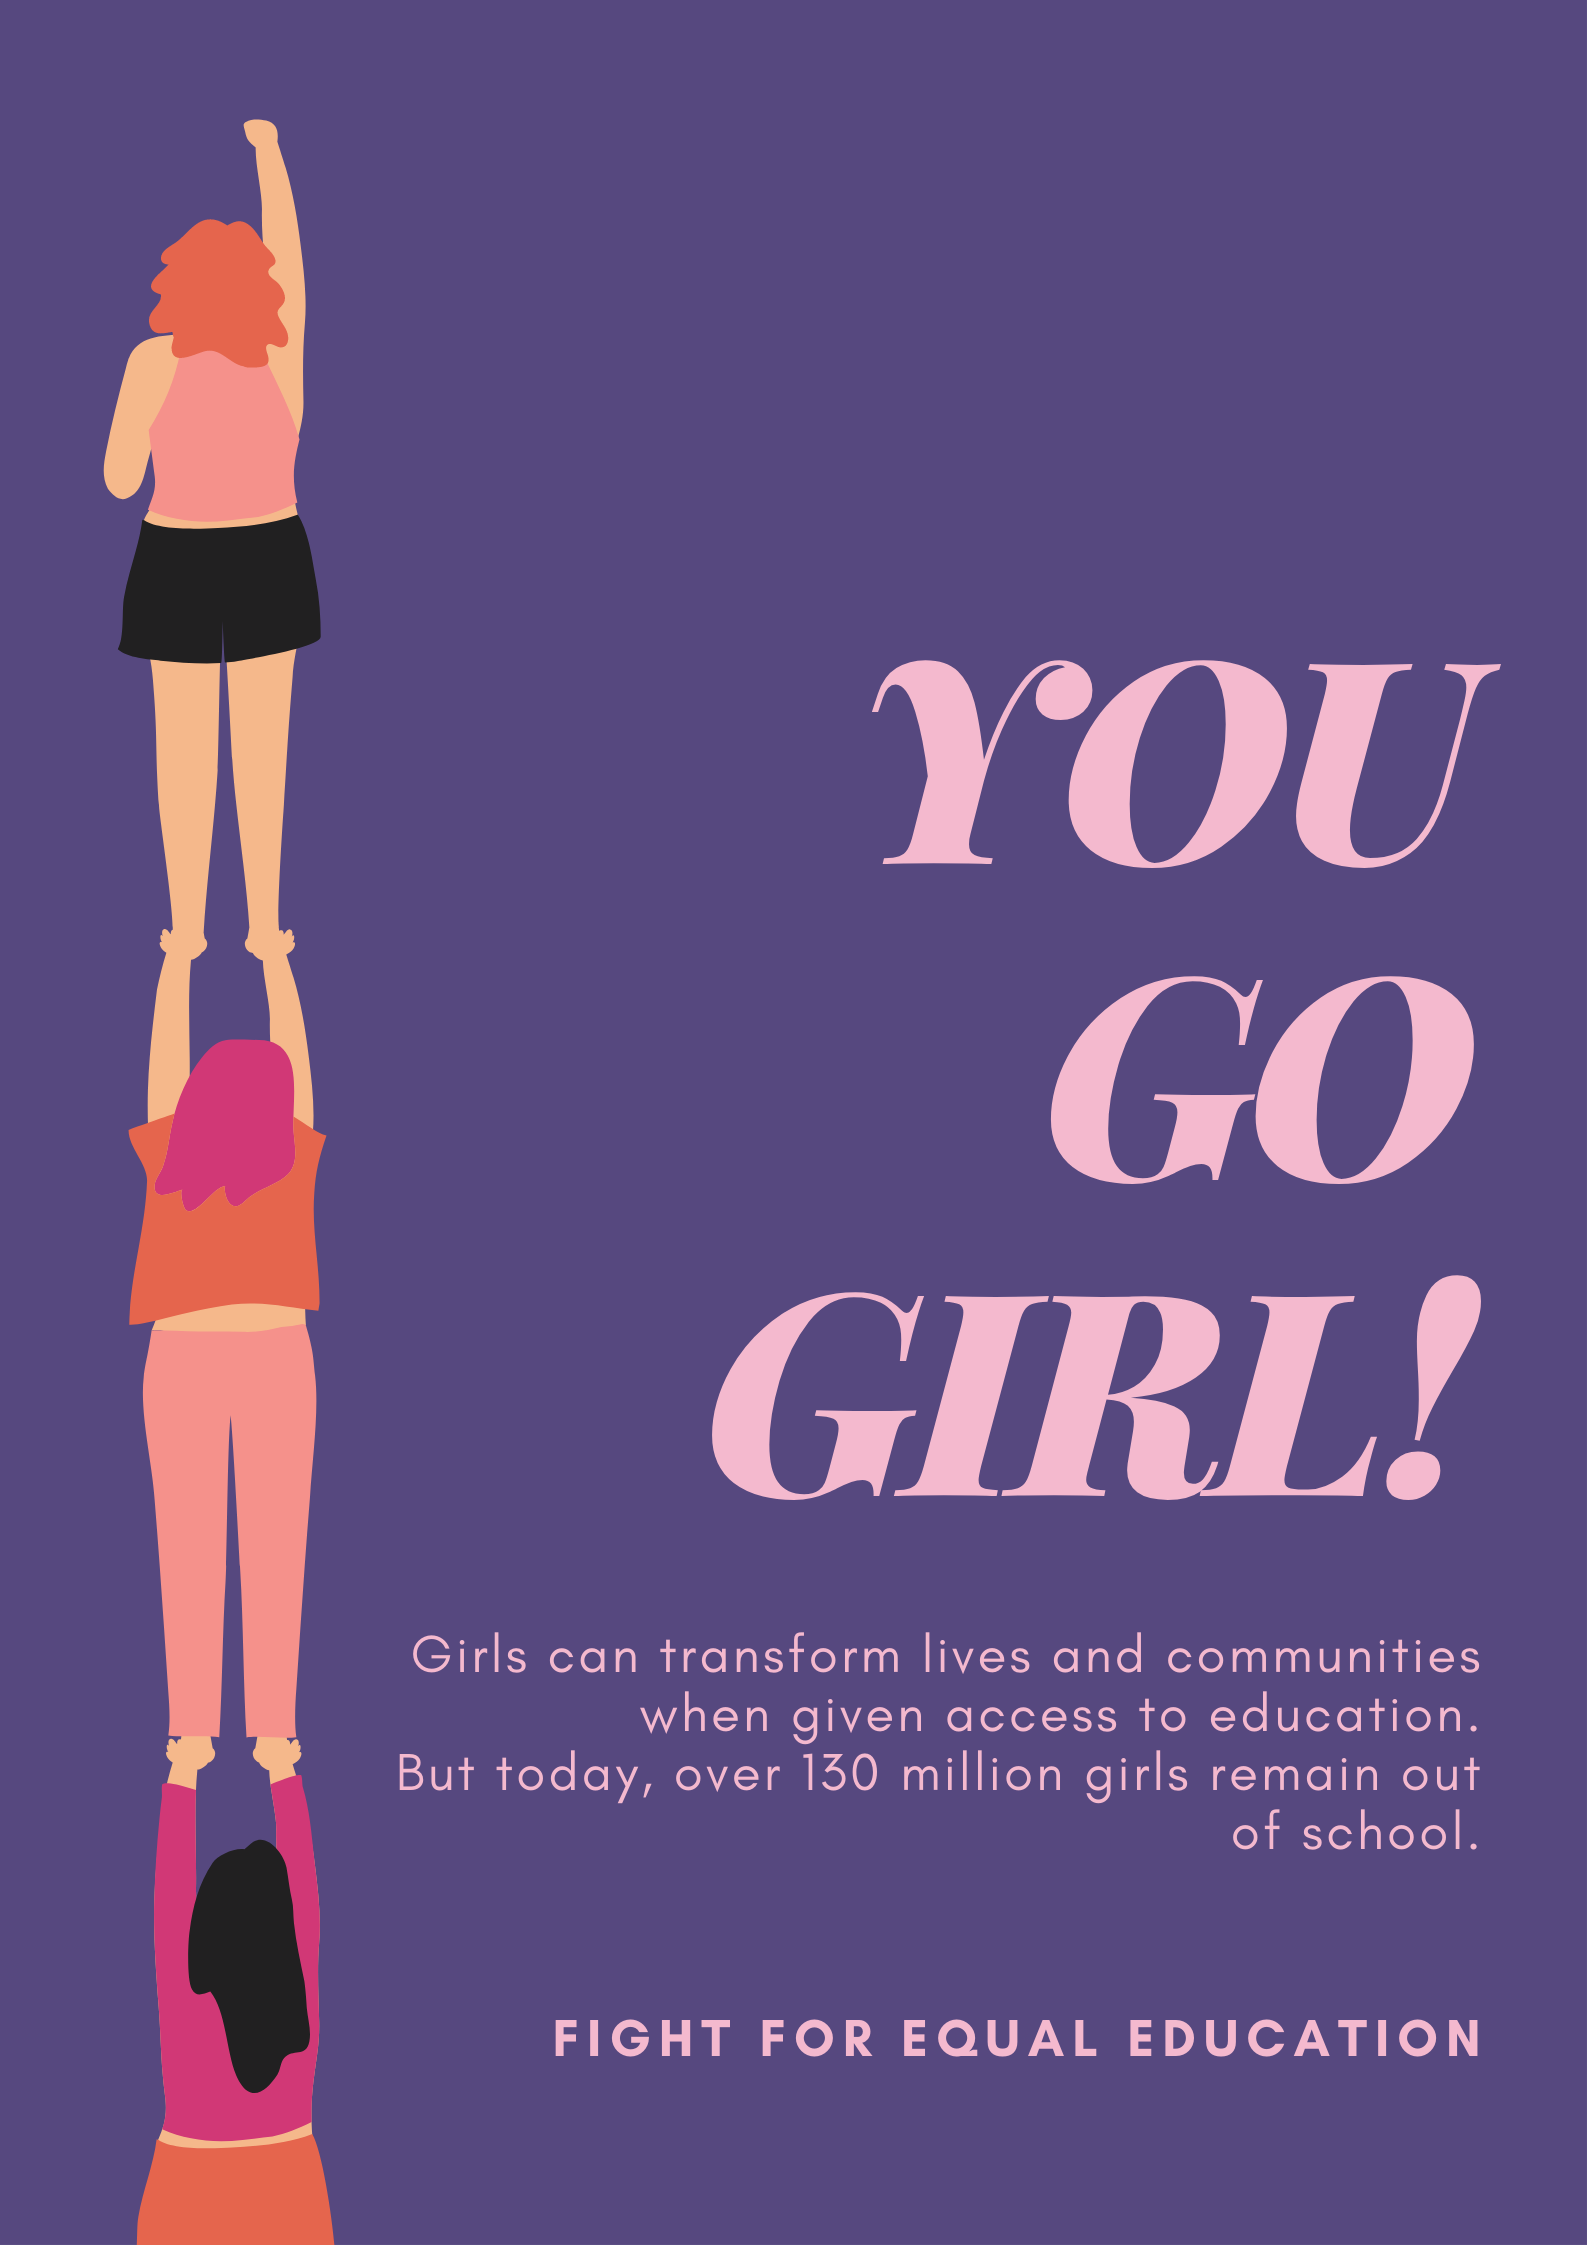 YOU
GO
GIRL!
Girls can transform lives and communities
when given access to education.
But today, over 130 million girls remain out
of school.
FIGHT FOR EQUAL EDUCATION